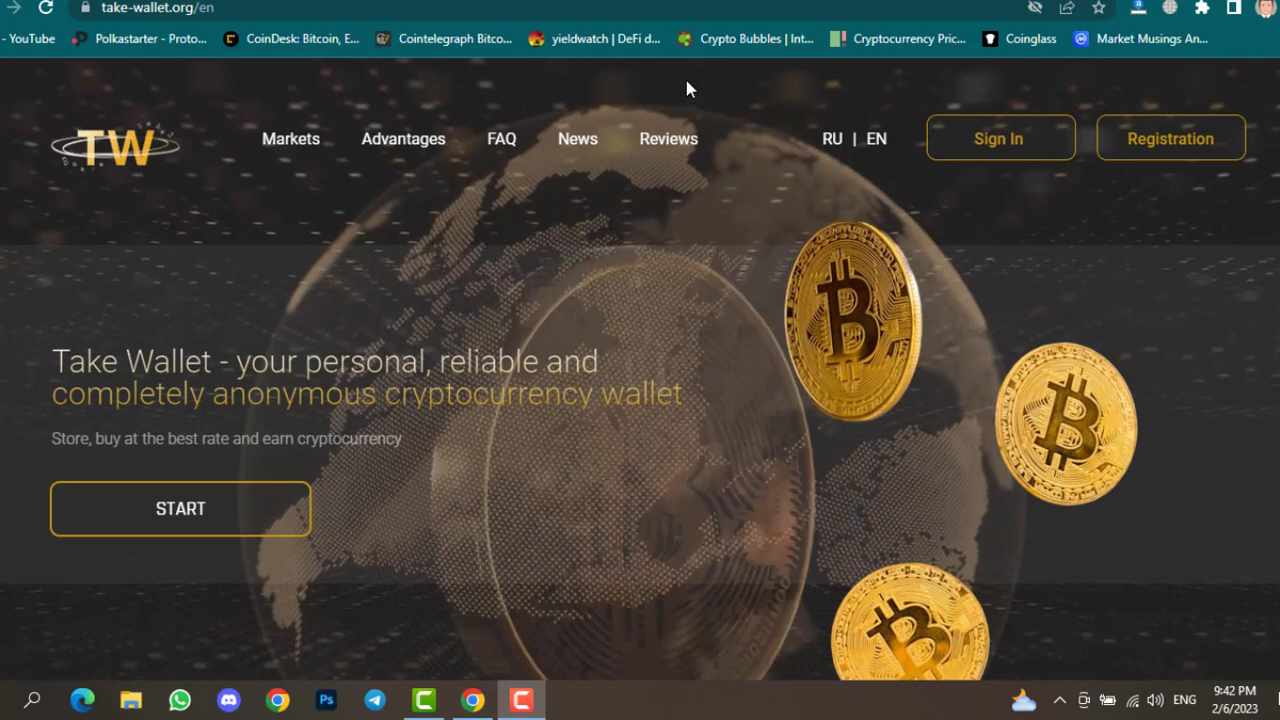 take-wallet.org/en
- YouTube
Polkastarter - Proto...
CoinDesk: Bitcoin, E...
Cointelegraph Bitco...
yieldwatch | DeFi d...
Crypto Bubbles | Int...
Cryptocurrency Pric...
Coinglass
Market Musings An...
TW
Markets
Advantages
FAQ
News
Reviews
RU | EN
Sign In
Registration
Take Wallet - your personal, reliable and
completely anonymous cryptocurrency wallet
Store, buy at the best rate and earn cryptocurrency
START
Ps
ENG
9:42 PM
2/6/2023